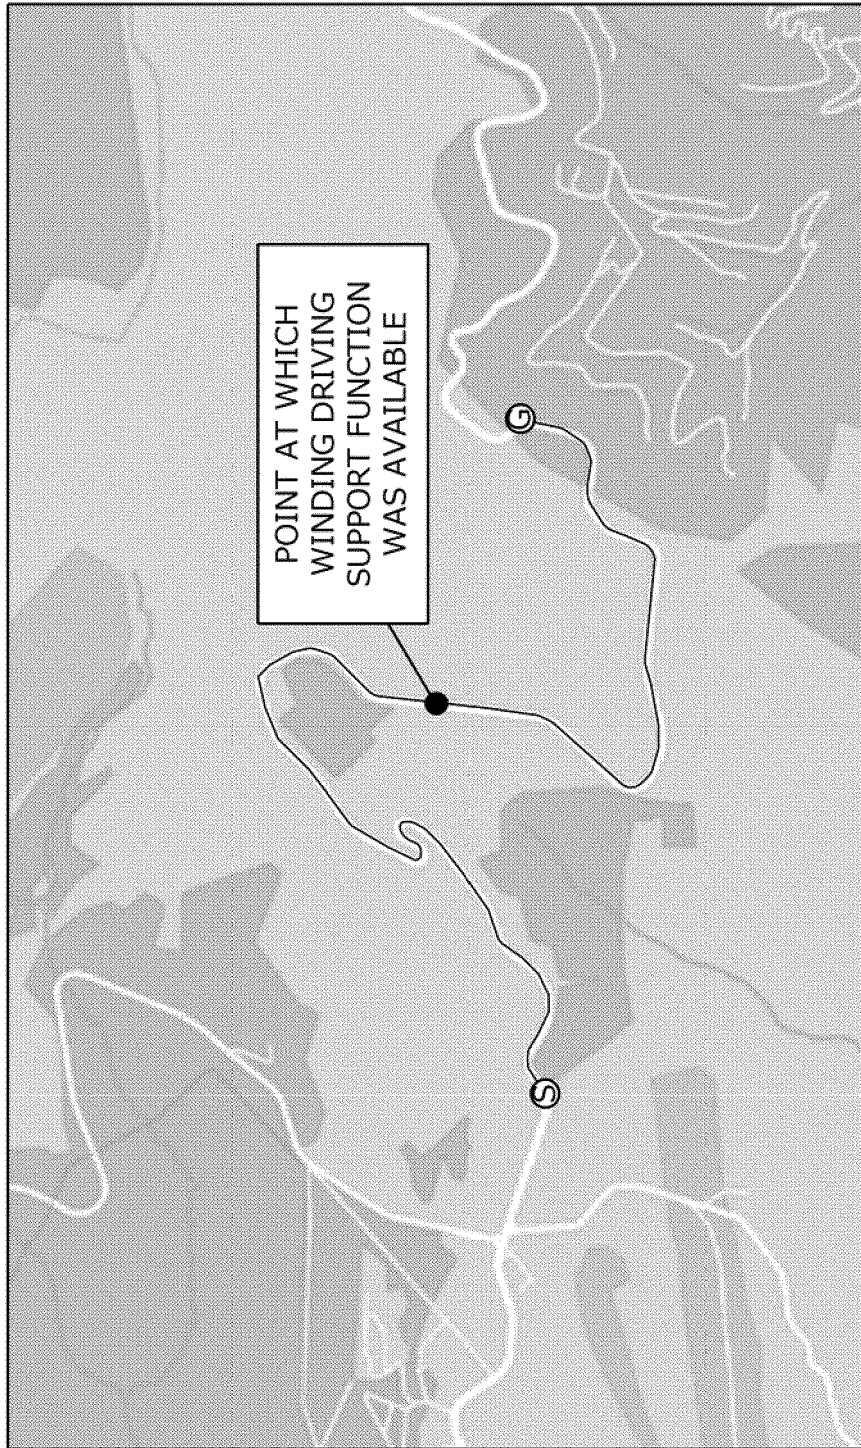 POINT AT WHICH
WINDING DRIVING
SUPPORT FUNCTION
WAS AVAILABLE
G
S